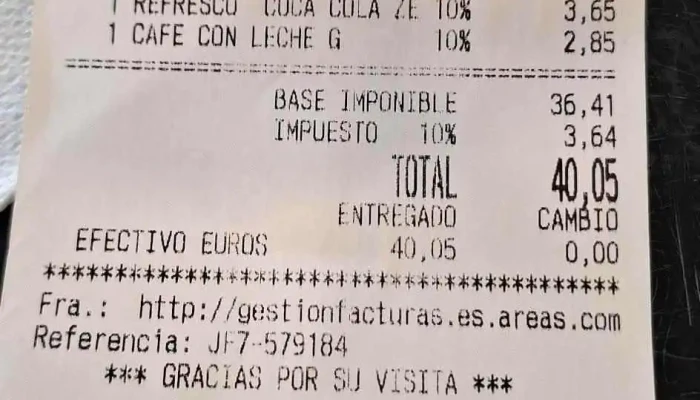 1 REFRESCO COCA COLA ZE 10% 3,65
1 CAFE CON LECHE G 10% 2,85
==================================================
BASE IMPONIBLE 36,41
IMPUESTO 10% 3,64
TOTAL 40,05
ENTREGADO CAMBIO
EFECTIVO EUROS 40,05 0,00
******************************************
Fra.: http://gestionfacturas.es.areas.com
Referencia: JF7-579184
*** GRACIAS POR SU VISITA ***